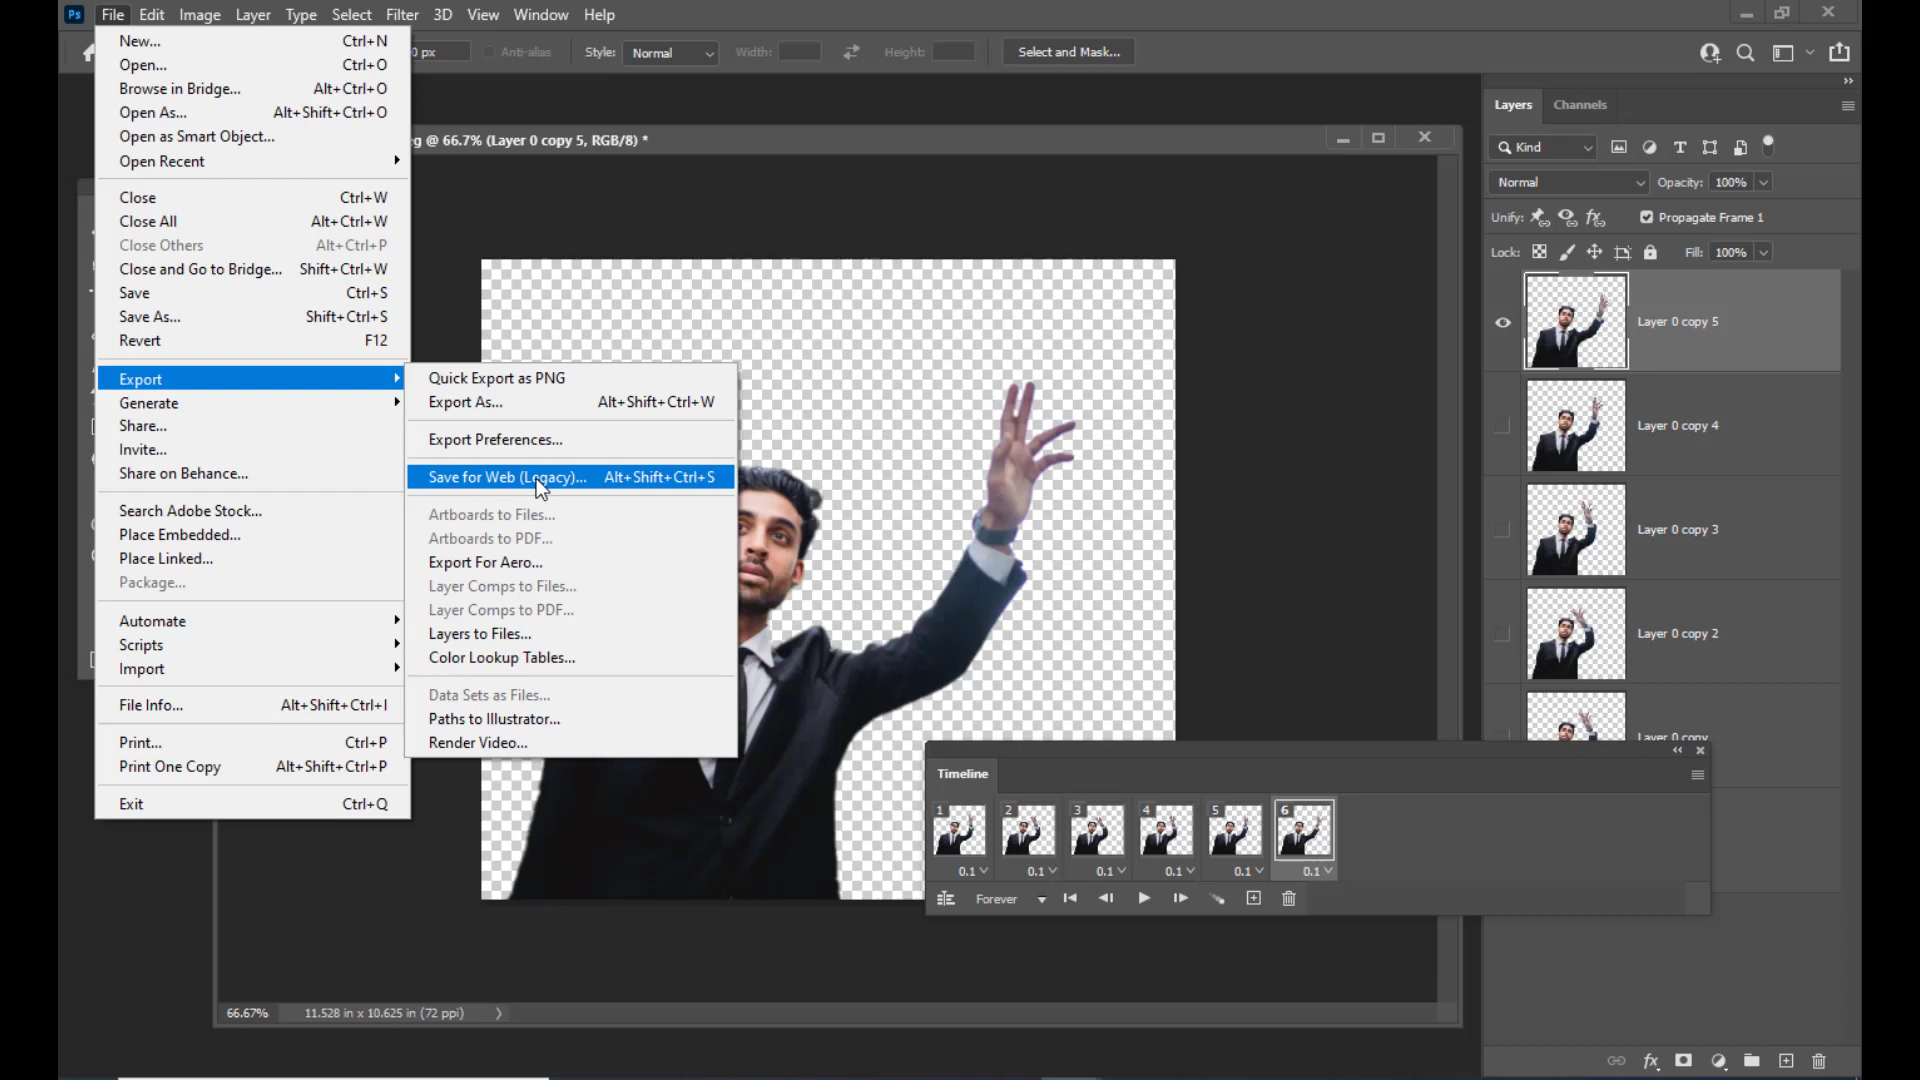 Ps File Edit Image Layer Type Select Filter 3D View Window Help
0 px Anti-alias Style: Normal Width: Height: Select and Mask...
New... Ctrl+N
Open... Ctrl+O
Browse in Bridge... Alt+Ctrl+O
Open As... Alt+Shift+Ctrl+O
Open as Smart Object...
Open Recent
Close Ctrl+W
Close All Alt+Ctrl+W
Close Others Alt+Ctrl+P
Close and Go to Bridge... Shift+Ctrl+W
Save Ctrl+S
Save As... Shift+Ctrl+S
Revert F12
Export
Generate
Share...
Invite...
Share on Behance...
Search Adobe Stock...
Place Embedded...
Place Linked...
Package...
Automate
Scripts
Import
File Info... Alt+Shift+Ctrl+I
Print... Ctrl+P
Print One Copy Alt+Shift+Ctrl+P
Exit Ctrl+Q
Quick Export as PNG
Export As... Alt+Shift+Ctrl+W
Export Preferences...
Save for Web (Legacy)... Alt+Shift+Ctrl+S
Artboards to Files...
Artboards to PDF...
Export For Aero...
Layer Comps to Files...
Layer Comps to PDF...
Layers to Files...
Color Lookup Tables...
Data Sets as Files...
Paths to Illustrator...
Render Video...
eg @ 66.7% (Layer 0 copy 5, RGB/8) *
Layers Channels
Kind
Normal Opacity: 100%
Unify: Propagate Frame 1
Lock: Fill: 100%
Layer 0 copy 5
Layer 0 copy 4
Layer 0 copy 3
Layer 0 copy 2
Layer 0 copy
Timeline
1 2 3 4 5 6
0.1 0.1 0.1 0.1 0.1 0.1
Forever
66.67% 11.528 in x 10.625 in (72 ppi)
fx